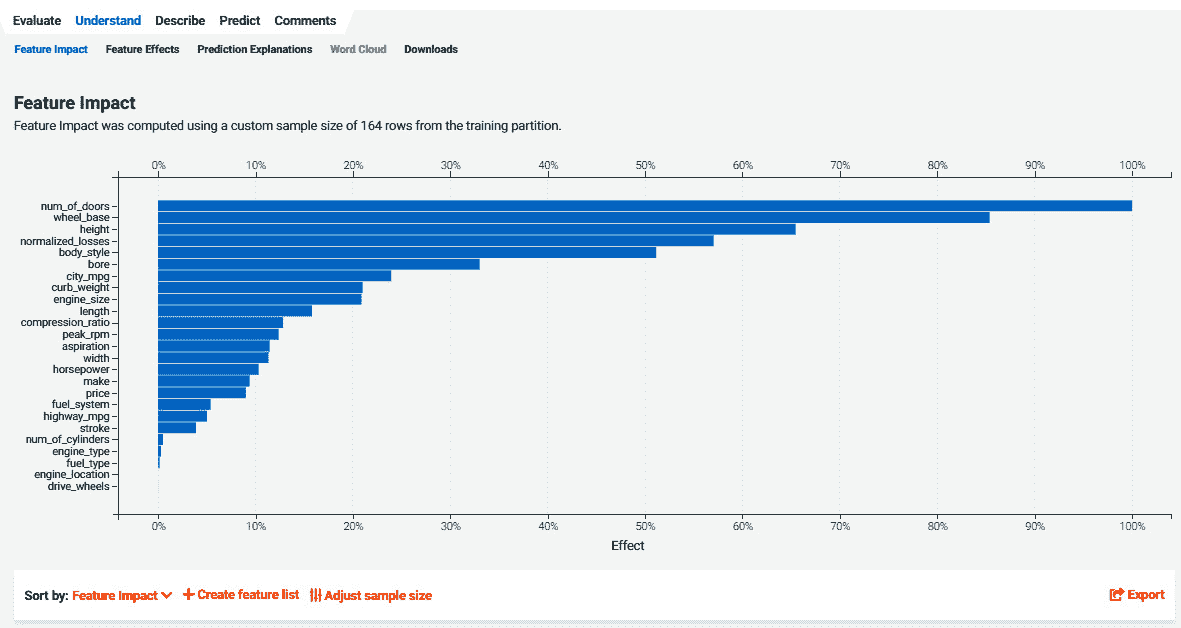 Evaluate Understand Describe Predict Comments
Feature Impact Feature Effects Prediction Explanations Word Cloud Downloads
Feature Impact
Feature Impact was computed using a custom sample size of 164 rows from the training partition.
0% 10% 20% 30% 40% 50% 60% 70% 80% 90% 100%
num_of_doors
wheel_base
height
normalized_losses
body_style
bore
city_mpg
curb_weight
engine_size
length
compression_ratio
peak_rpm
aspiration
width
horsepower
make
price
fuel_system
highway_mpg
stroke
num_of_cylinders
engine_type
fuel_type
engine_location
drive_wheels
0% 10% 20% 30% 40% 50% 60% 70% 80% 90% 100%
Effect
Sort by: Feature Impact + Create feature list Adjust sample size Export